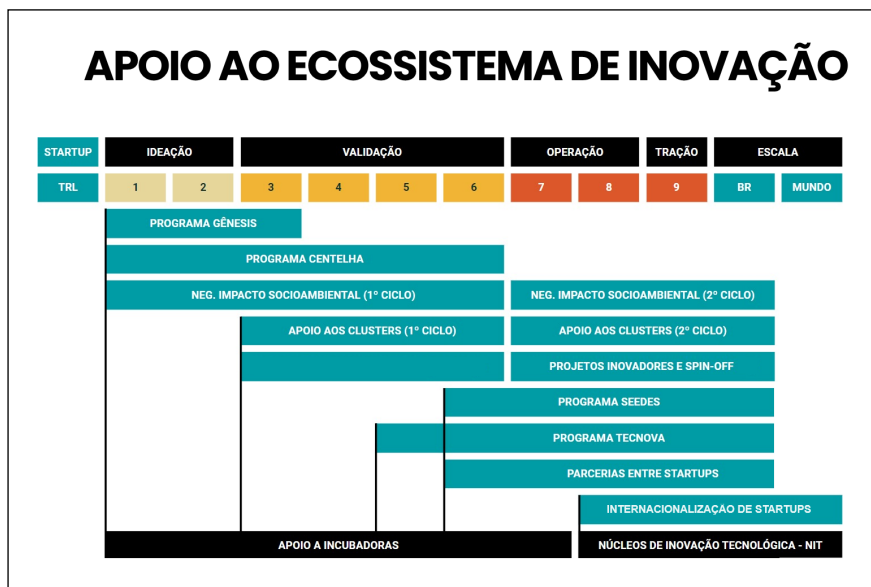 APOIO AO ECOSSISTEMA DE INOVAÇÃO
STARTUP IDEAÇÃO VALIDAÇÃO OPERAÇÃO TRAÇÃO ESCALA
TRL 1 2 3 4 5 6 7 8 9 BR MUNDO
PROGRAMA GÊNESIS
PROGRAMA CENTELHA
NEG. IMPACTO SOCIOAMBIENTAL (1º CICLO) NEG. IMPACTO SOCIOAMBIENTAL (2º CICLO)
APOIO AOS CLUSTERS (1º CICLO) APOIO AOS CLUSTERS (2º CICLO)
PROJETOS INOVADORES E SPIN-OFF
PROGRAMA SEEDES
PROGRAMA TECNOVA
PARCERIAS ENTRE STARTUPS
INTERNACIONALIZAÇÃO DE STARTUPS
APOIO A INCUBADORAS NÚCLEOS DE INOVAÇÃO TECNOLÓGICA - NIT